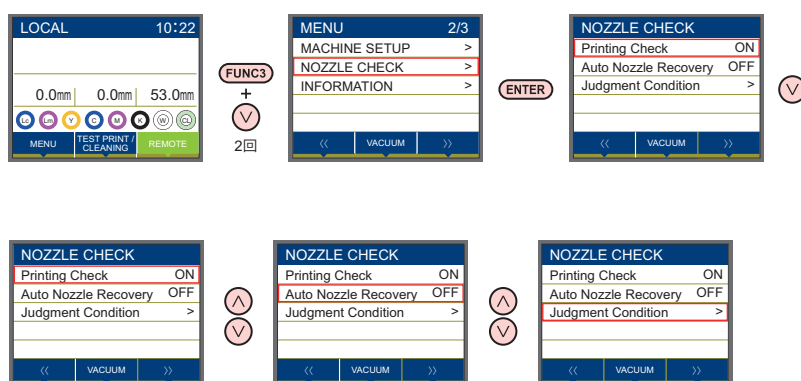 LOCAL 10:22
0.0mm 0.0mm 53.0mm
Lc Lm Y C M K W CL
MENU TEST PRINT / CLEANING REMOTE
FUNC3
+
2回
MENU 2/3
MACHINE SETUP >
NOZZLE CHECK >
INFORMATION >
<< VACUUM >>
ENTER
NOZZLE CHECK
Printing Check ON
Auto Nozzle Recovery OFF
Judgment Condition >
<< VACUUM >>
NOZZLE CHECK
Printing Check ON
Auto Nozzle Recovery OFF
Judgment Condition >
<< VACUUM >>
NOZZLE CHECK
Printing Check ON
Auto Nozzle Recovery OFF
Judgment Condition >
<< VACUUM >>
NOZZLE CHECK
Printing Check ON
Auto Nozzle Recovery OFF
Judgment Condition >
<< VACUUM >>